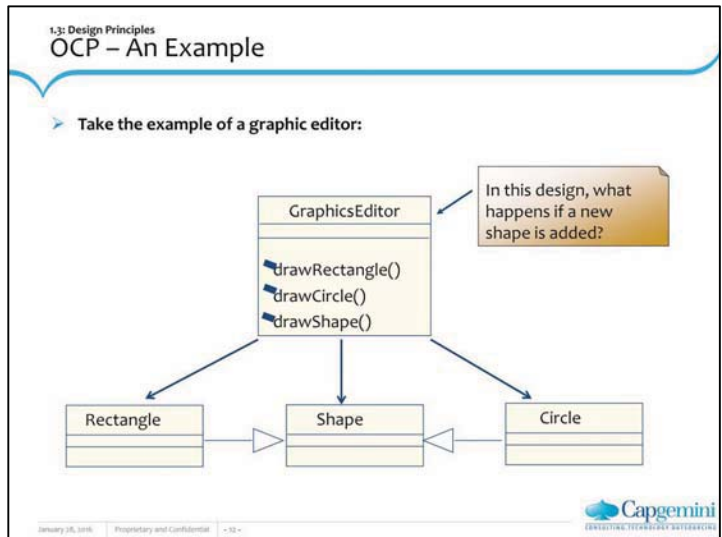 1.3: Design Principles
OCP – An Example
Take the example of a graphic editor:
In this design, what
happens if a new
shape is added?
GraphicsEditor
drawRectangle()
drawCircle()
drawShape()
Rectangle
Shape
Circle
January 28, 2016
Proprietary and Confidential
- 12 -
Capgemini
CONSULTING.TECHNOLOGY.OUTSOURCING